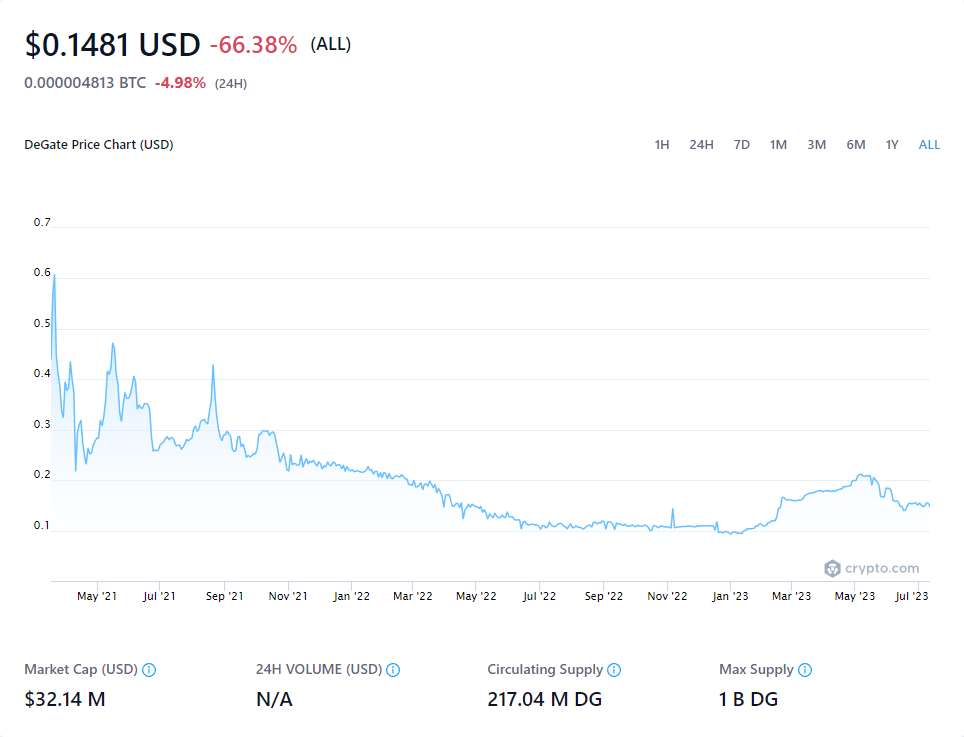 $0.1481 USD -66.38% (ALL)
0.000004813 BTC -4.98% (24H)
DeGate Price Chart (USD) 1H 24H 7D 1M 3M 6M 1Y ALL
0.7
0.6
0.5
0.4
0.3
0.2
0.1
crypto.com
May '21 Jul '21 Sep '21 Nov '21 Jan '22 Mar '22 May '22 Jul '22 Sep '22 Nov '22 Jan '23 Mar '23 May '23 Jul '23
Market Cap (USD) 24H VOLUME (USD) Circulating Supply Max Supply
$32.14 M N/A 217.04 M DG 1 B DG